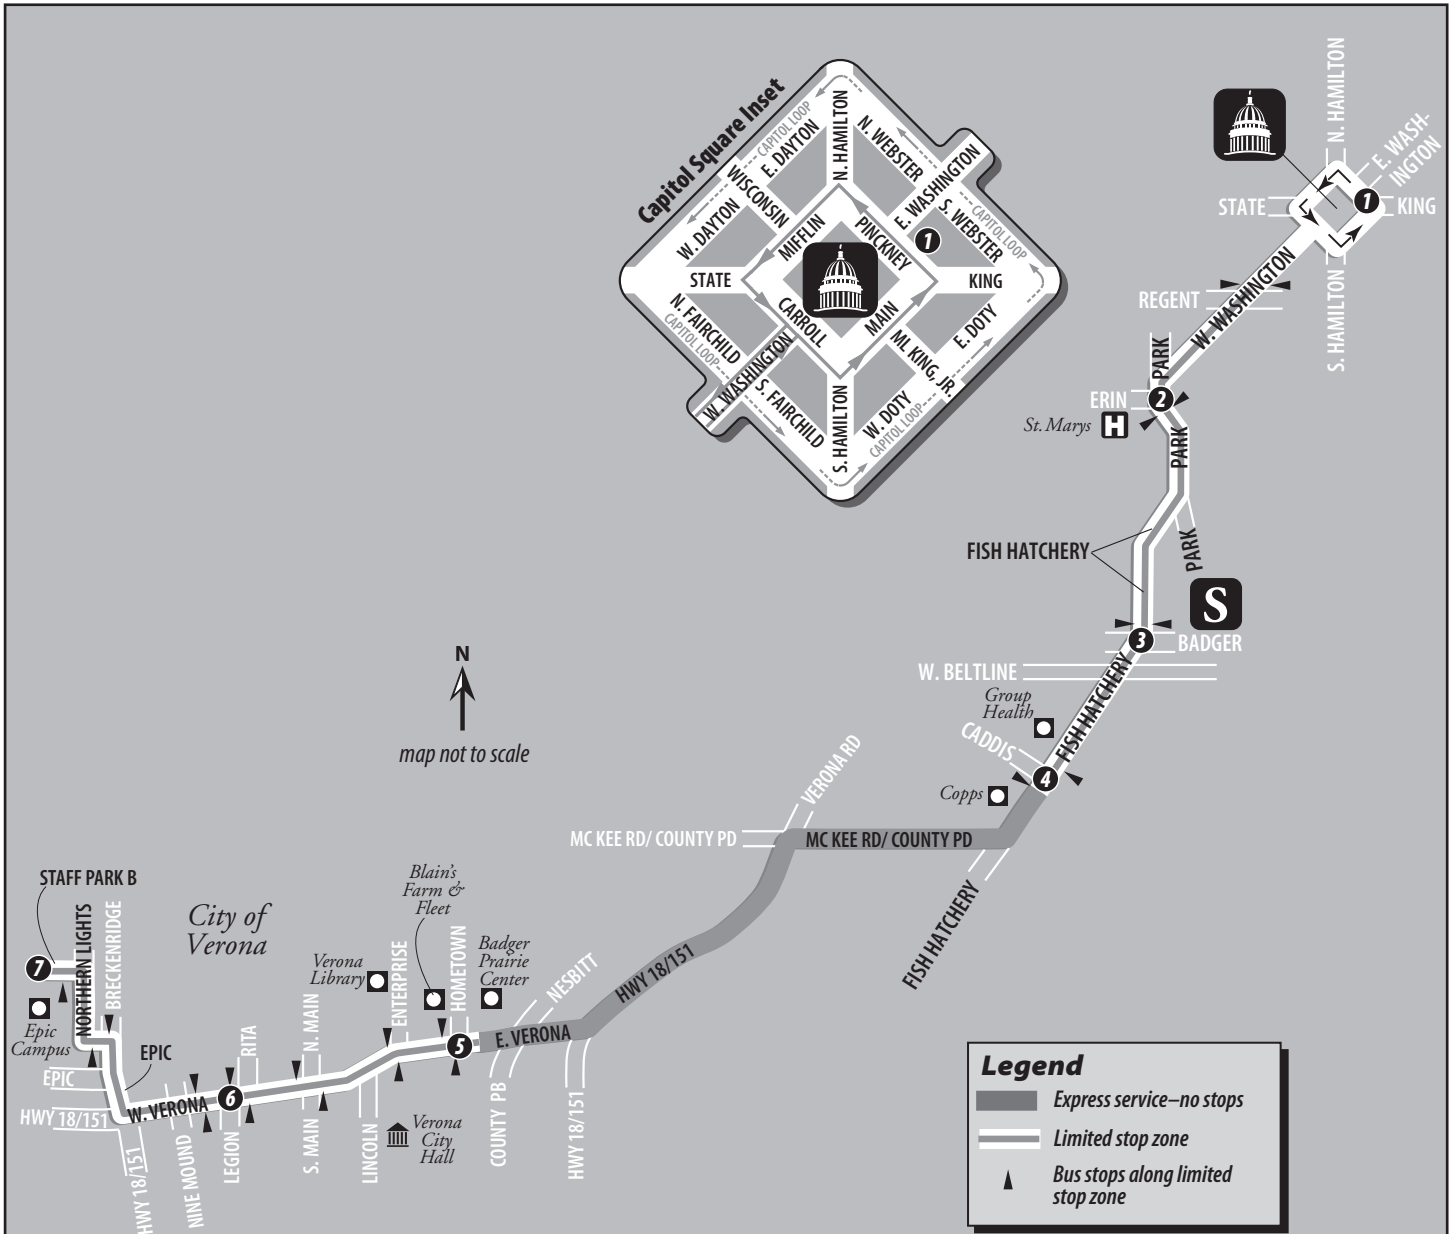 Capitol Square Inset
CAPITOL LOOP
E. DAYTON
N. HAMILTON
N. WEBSTER
E. WASHINGTON
WISCONSIN
W. DAYTON
MIFFLIN
PINCKNEY
S. WEBSTER
CAPITOL LOOP
1
STATE
KING
N. FAIRCHILD
CAPITOL LOOP
CARROLL
MAIN
E. DOTY
ML KING, JR.
W. WASHINGTON
S. FAIRCHILD
S. HAMILTON
W. DOTY
CAPITOL LOOP
N. HAMILTON
E. WASH-
INGTON
STATE
1
KING
S. HAMILTON
REGENT
W. WASHINGTON
PARK
ERIN
2
St. Marys
H
PARK
FISH HATCHERY
PARK
S
3
BADGER
W. BELTLINE
Group
Health
FISH HATCHERY
CADDIS
4
Copps
N
map not to scale
VERONA RD
MC KEE RD/ COUNTY PD
MC KEE RD/ COUNTY PD
FISH HATCHERY
HWY 18/151
NESBITT
E. VERONA
COUNTY PB
HWY 18/151
Blain's
Farm &
Fleet
Badger
Prairie
Center
HOMETOWN
5
ENTERPRISE
Verona
Library
City of
Verona
STAFF PARK B
NORTHERN LIGHTS
BRECKENRIDGE
7
Epic
Campus
EPIC
EPIC
HWY 18/151
HWY 18/151
W. VERONA
NINE MOUND
6
LEGION
RITA
N. MAIN
S. MAIN
LINCOLN
Verona
City
Hall
Legend
Express service–no stops
Limited stop zone
Bus stops along limited
stop zone